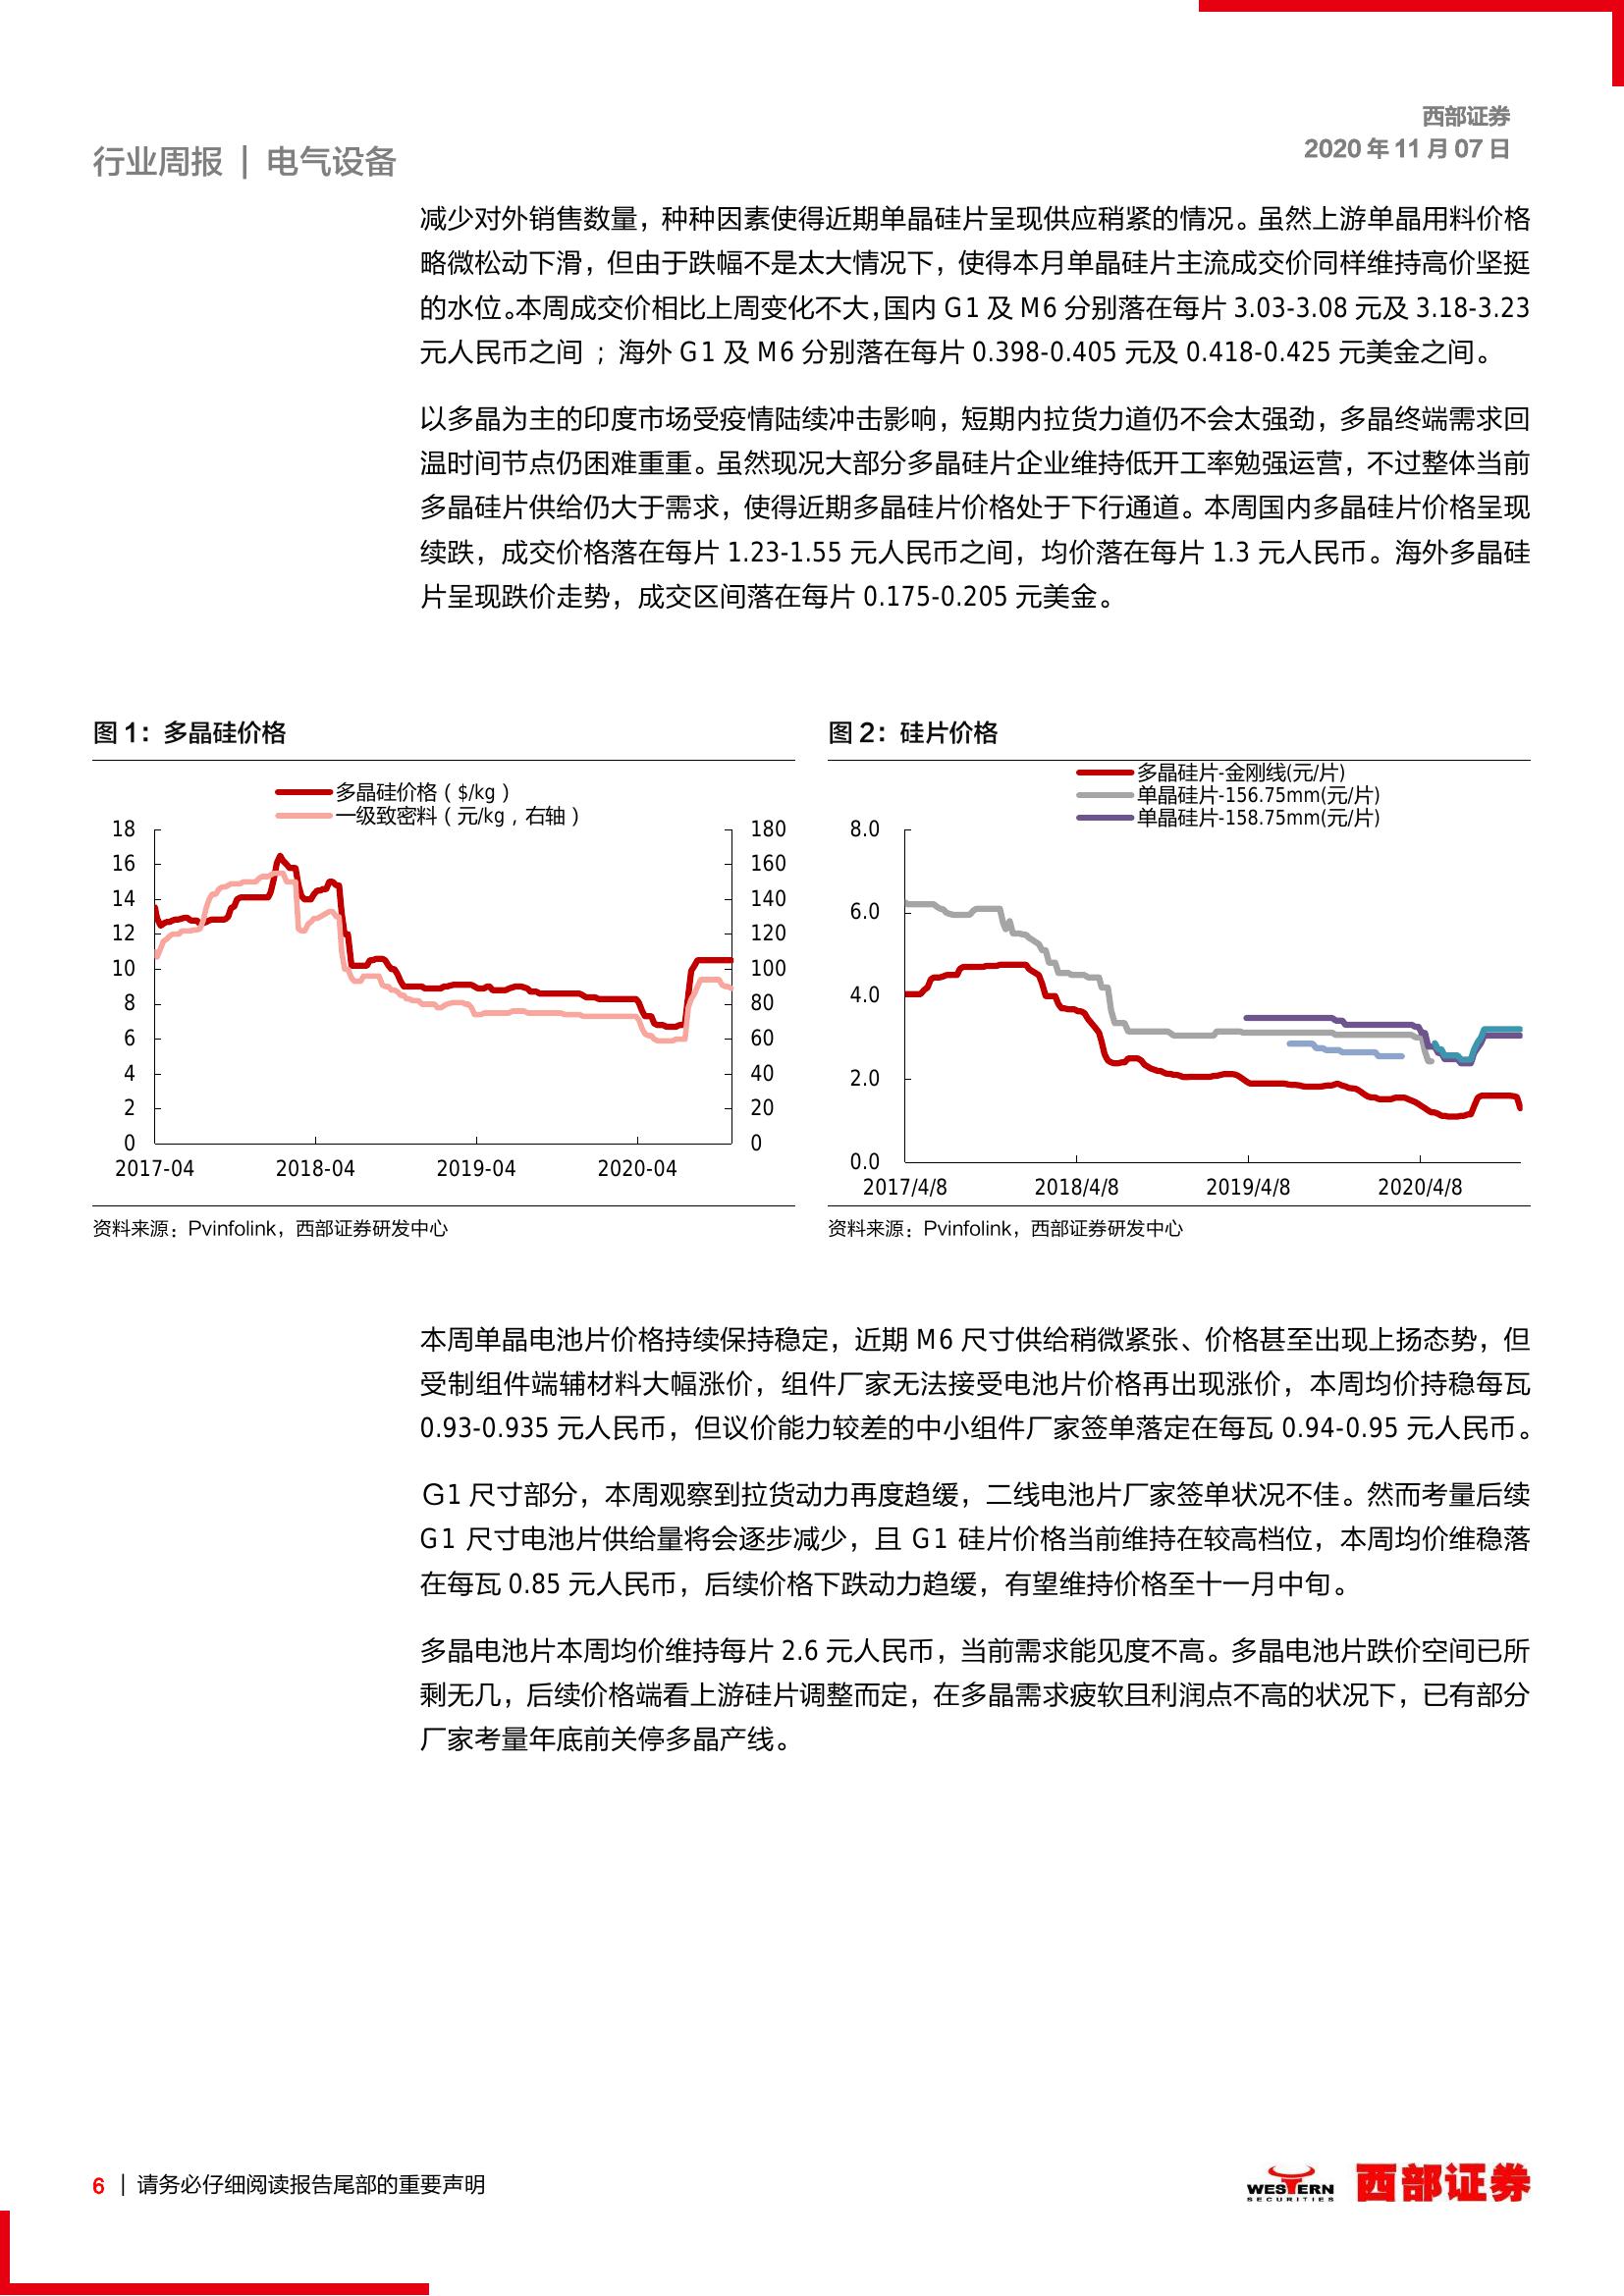 西部证券
2020 年 11 月 07 日
行业周报 | 电气设备
减少对外销售数量，种种因素使得近期单晶硅片呈现供应稍紧的情况。虽然上游单晶用料价格
略微松动下滑，但由于跌幅不是太大情况下，使得本月单晶硅片主流成交价同样维持高价坚挺
的水位。本周成交价相比上周变化不大，国内 G1 及 M6 分别落在每片 3.03-3.08 元及 3.18-3.23
元人民币之间 ；海外 G1 及 M6 分别落在每片 0.398-0.405 元及 0.418-0.425 元美金之间。
以多晶为主的印度市场受疫情陆续冲击影响，短期内拉货力道仍不会太强劲，多晶终端需求回
温时间节点仍困难重重。虽然现况大部分多晶硅片企业维持低开工率勉强运营，不过整体当前
多晶硅片供给仍大于需求，使得近期多晶硅片价格处于下行通道。本周国内多晶硅片价格呈现
续跌，成交价格落在每片 1.23-1.55 元人民币之间，均价落在每片 1.3 元人民币。海外多晶硅
片呈现跌价走势，成交区间落在每片 0.175-0.205 元美金。
图 1：多晶硅价格
多晶硅价格（$/kg）
一级致密料（元/kg，右轴）
18
16
14
12
10
8
6
4
2
0
180
160
140
120
100
80
60
40
20
0
2017-04 2018-04 2019-04 2020-04
资料来源：Pvinfolink，西部证券研发中心
图 2：硅片价格
多晶硅片-金刚线(元/片)
单晶硅片-156.75mm(元/片)
单晶硅片-158.75mm(元/片)
8.0
6.0
4.0
2.0
0.0
2017/4/8 2018/4/8 2019/4/8 2020/4/8
资料来源：Pvinfolink，西部证券研发中心
本周单晶电池片价格持续保持稳定，近期 M6 尺寸供给稍微紧张、价格甚至出现上扬态势，但
受制组件端辅材料大幅涨价，组件厂家无法接受电池片价格再出现涨价，本周均价持稳每瓦
0.93-0.935 元人民币，但议价能力较差的中小组件厂家签单落定在每瓦 0.94-0.95 元人民币。
G1 尺寸部分，本周观察到拉货动力再度趋缓，二线电池片厂家签单状况不佳。然而考量后续
G1 尺寸电池片供给量将会逐步减少，且 G1 硅片价格当前维持在较高档位，本周均价维稳落
在每瓦 0.85 元人民币，后续价格下跌动力趋缓，有望维持价格至十一月中旬。
多晶电池片本周均价维持每片 2.6 元人民币，当前需求能见度不高。多晶电池片跌价空间已所
剩无几，后续价格端看上游硅片调整而定，在多晶需求疲软且利润点不高的状况下，已有部分
厂家考量年底前关停多晶产线。
6 | 请务必仔细阅读报告尾部的重要声明
WESTERN
SECURITIES
西部证券